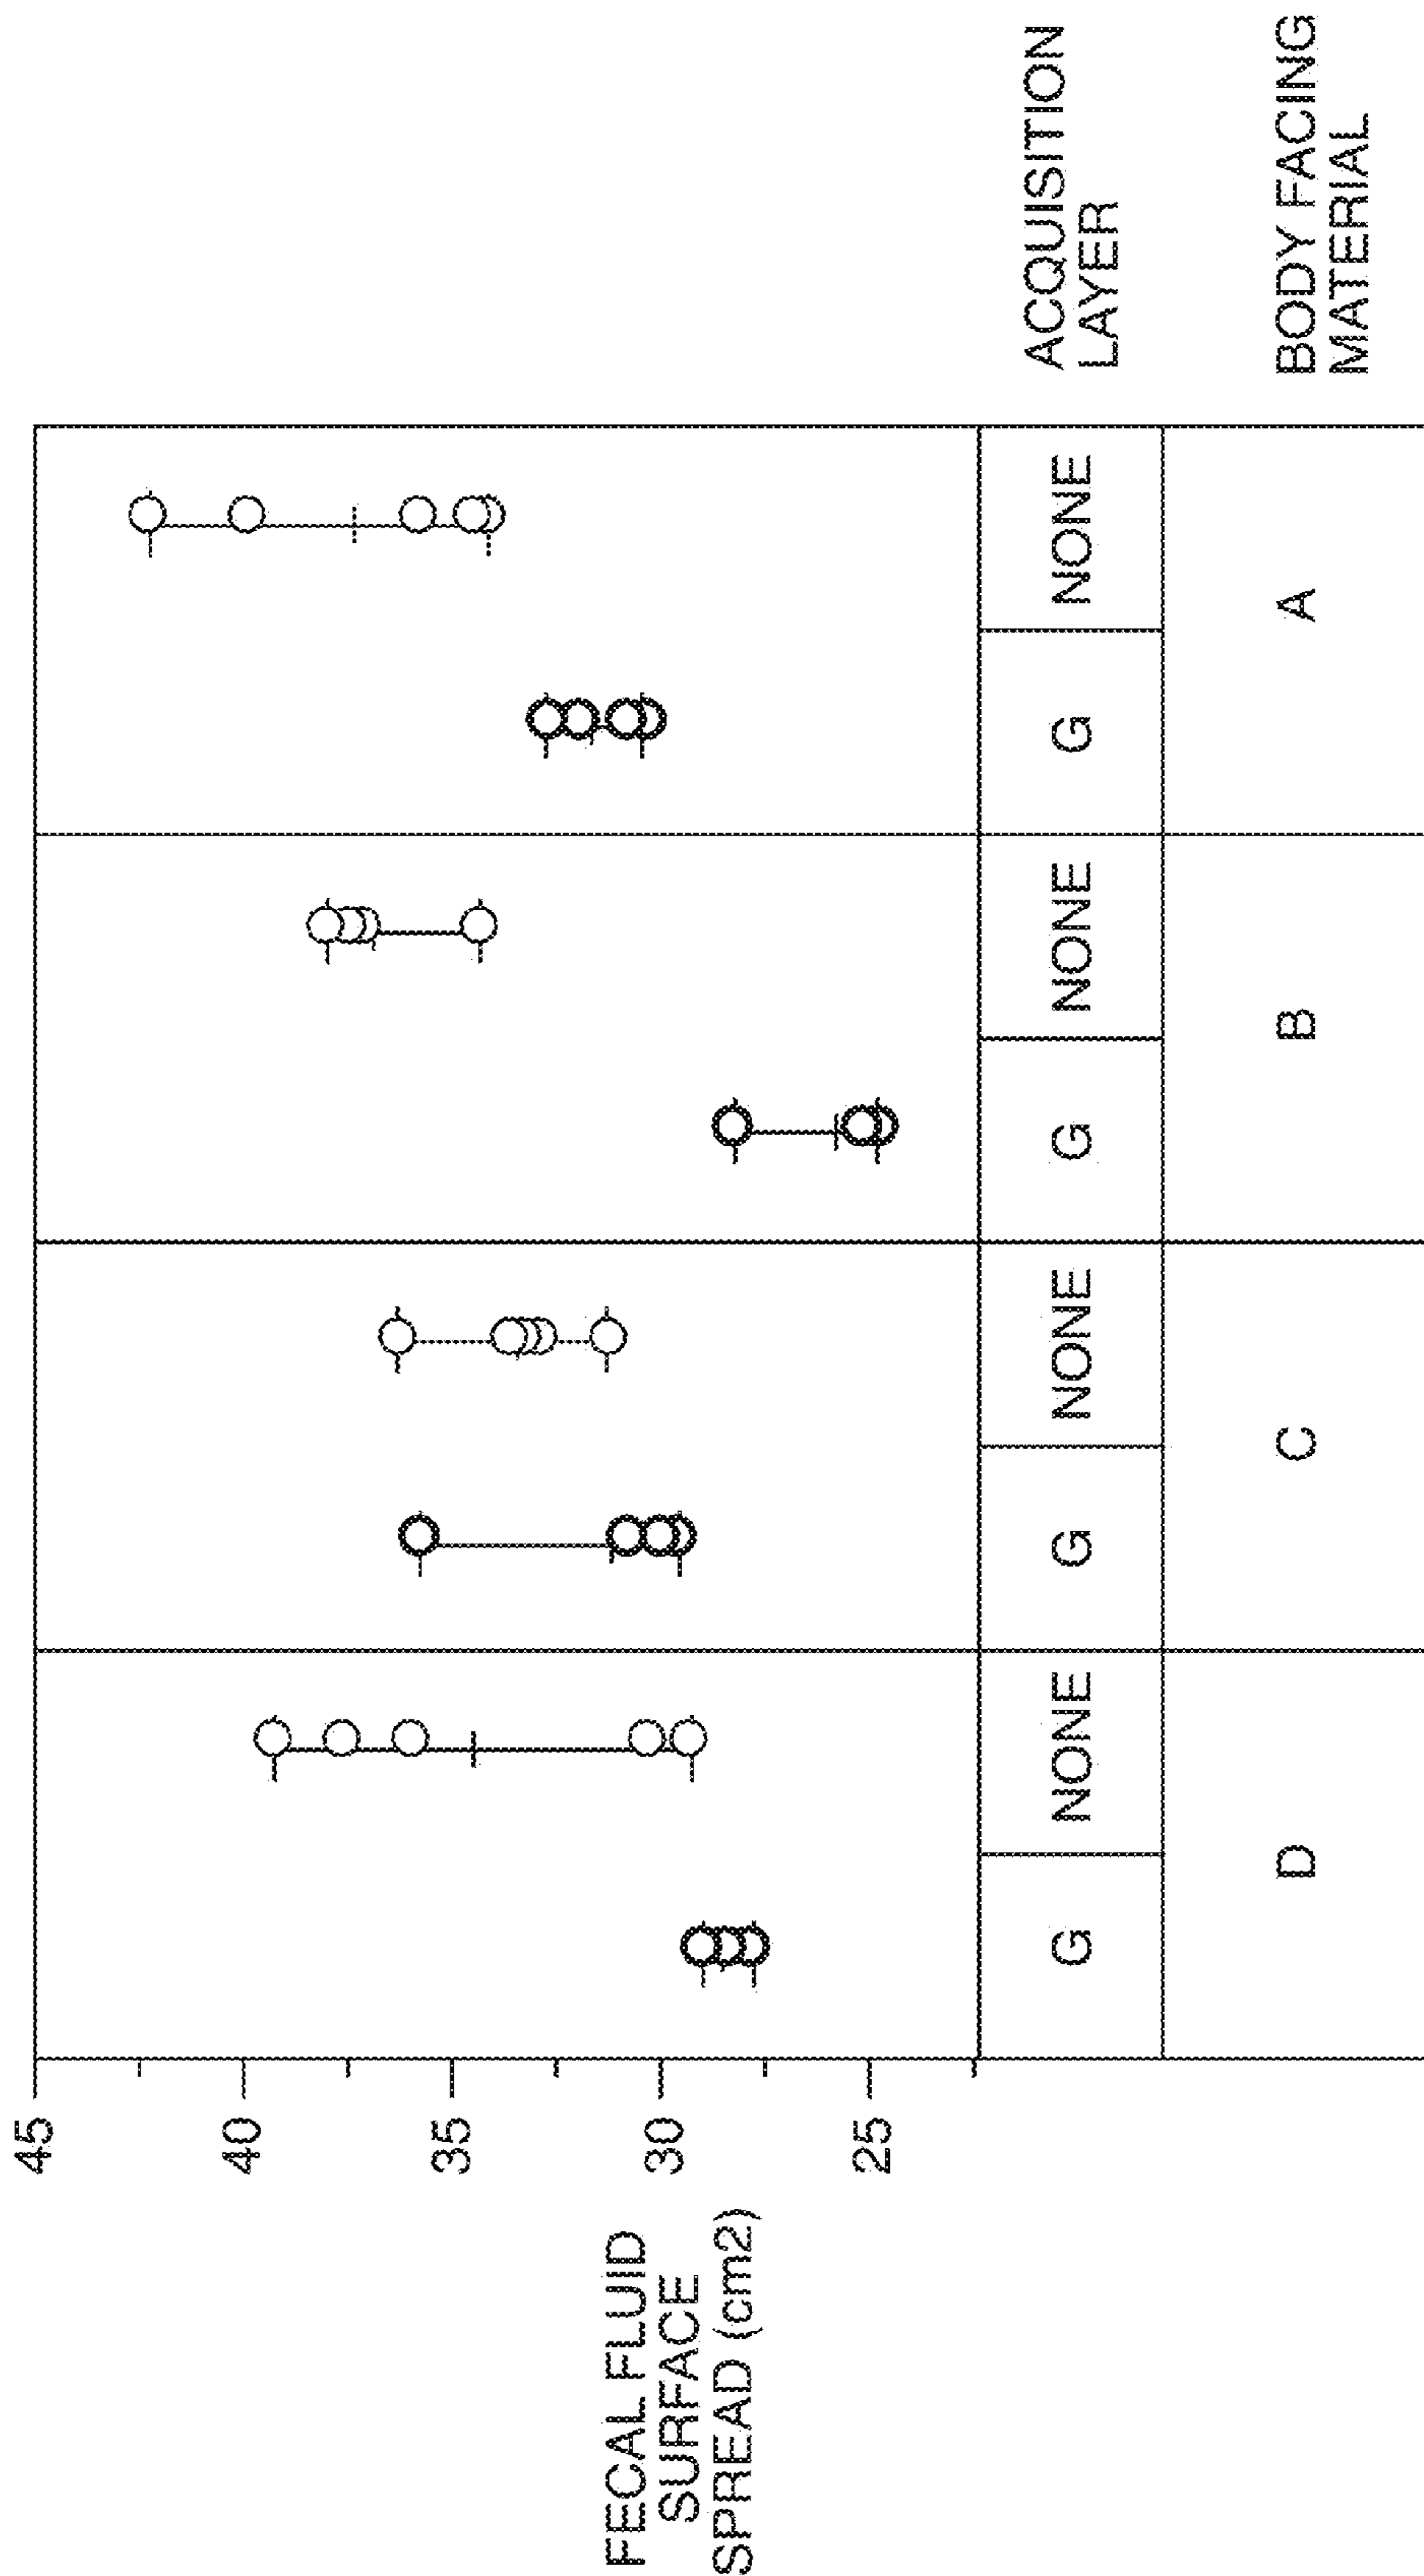 FECAL FLUID
SURFACE
SPREAD (cm2)
45
40
35
30
25
G
NONE
G
NONE
G
NONE
G
NONE
ACQUISITION
LAYER
D
C
B
A
BODY FACING
MATERIAL